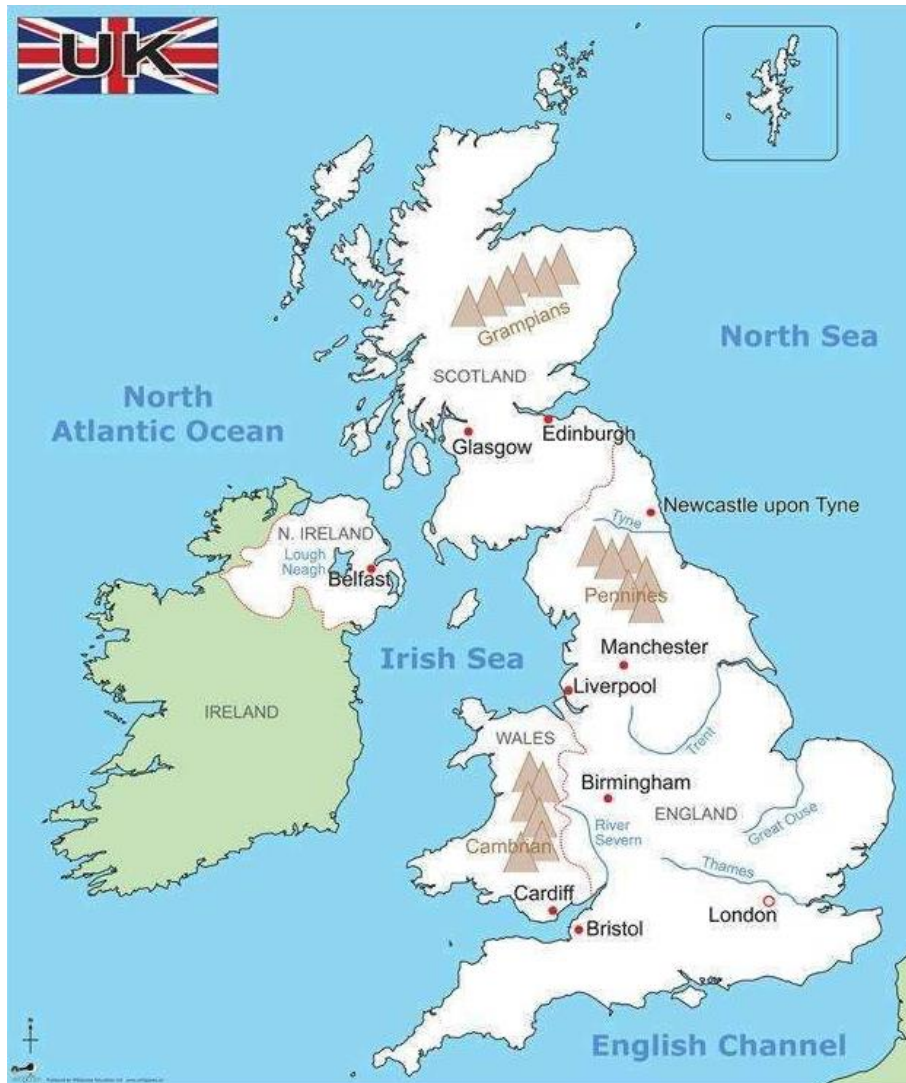 UK
North Sea
Grampians
SCOTLAND
North
Atlantic Ocean
Glasgow
Edinburgh
Newcastle upon Tyne
Tyne
N. IRELAND
Lough
Neagh
Belfast
Pennines
Irish Sea
Manchester
Liverpool
IRELAND
WALES
Trent
Birmingham
ENGLAND
Great Ouse
River
Severn
Cambrian
Thames
Cardiff
London
Bristol
English Channel